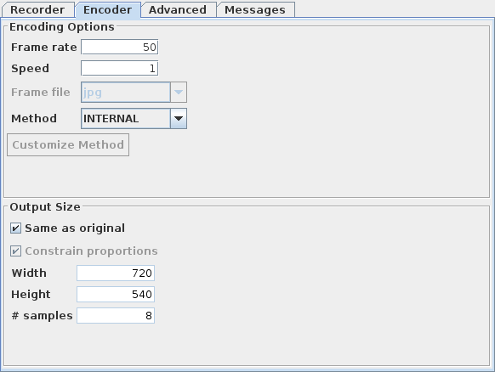 Recorder Encoder Advanced Messages
Encoding Options
Frame rate 50
Speed 1
Frame file jpg
Method INTERNAL
Customize Method
Output Size
Same as original
Constrain proportions
Width 720
Height 540
# samples 8